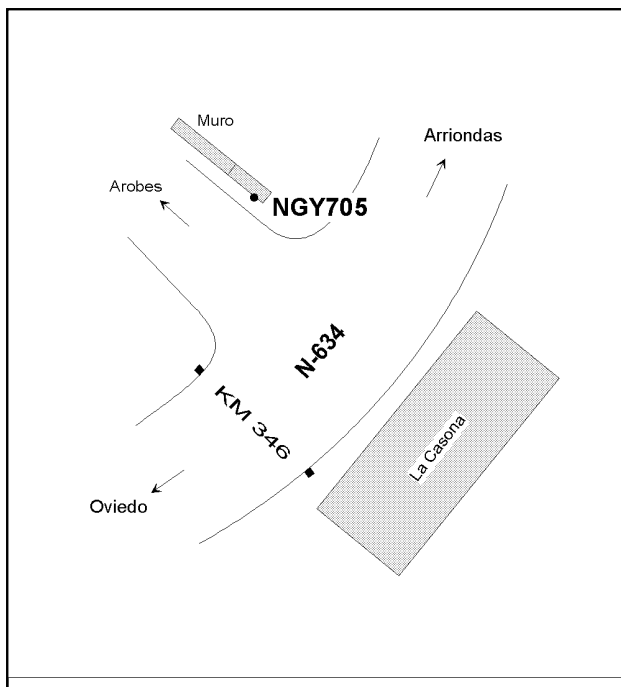 Muro
Arriondas
Arobes
NGY705
N-634
KM 346
La Casona
Oviedo